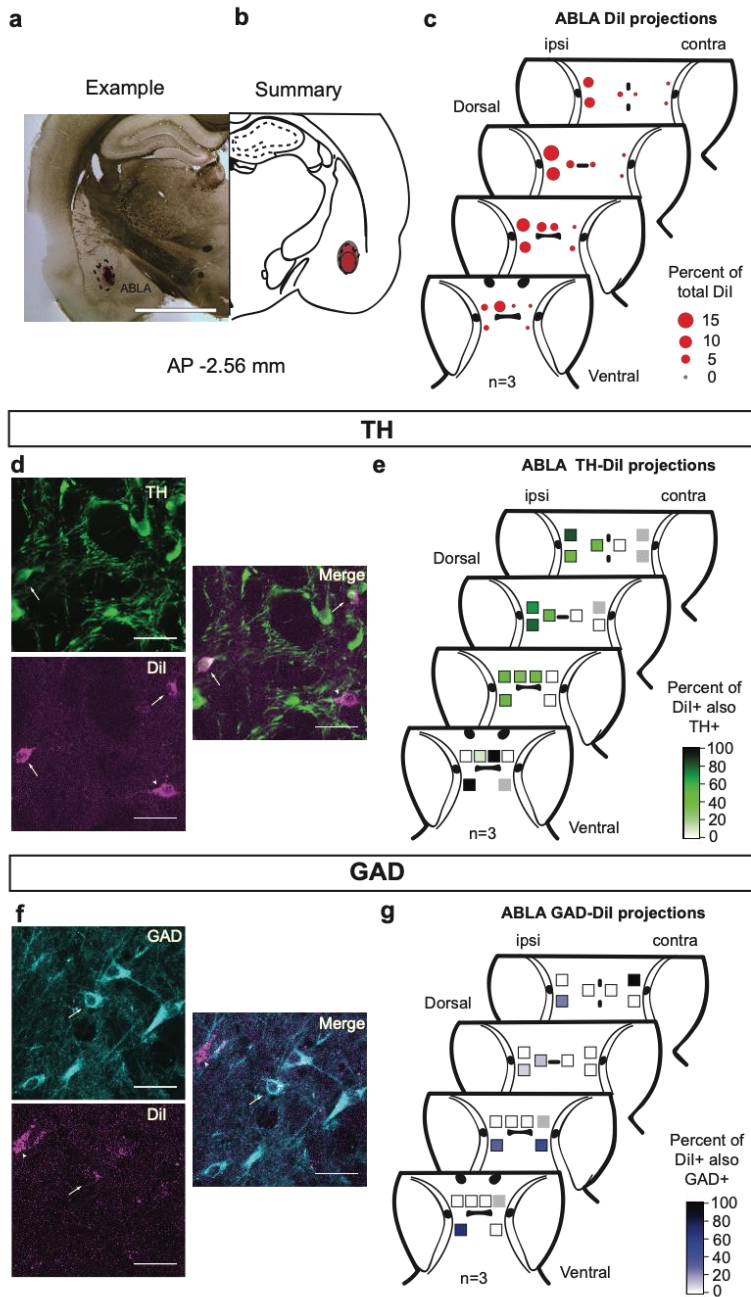 a
b
c
ABLA DiI projections
ipsi
contra
Example
Summary
Dorsal
ABLA
AP -2.56 mm
Percent of
total DiI
15
10
5
0
n=3
Ventral
TH
d
e
ABLA TH-DiI projections
TH
ipsi
contra
Dorsal
Merge
DiI
Percent of
DiI+ also
TH+
100
80
60
40
20
0
n=3
Ventral
GAD
f
g
ABLA GAD-DiI projections
GAD
ipsi
contra
Dorsal
Merge
DiI
Percent of
DiI+ also
GAD+
100
80
60
40
20
0
n=3
Ventral